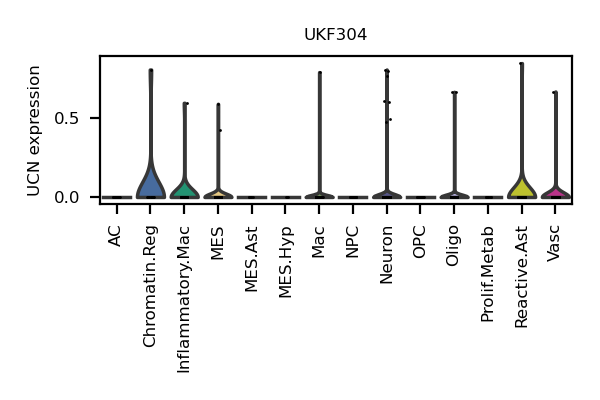 UKF304
UCN expression
0.5
0.0
AC
Chromatin.Reg
Inflammatory.Mac
MES
MES.Ast
MES.Hyp
Mac
NPC
Neuron
OPC
Oligo
Prolif.Metab
Reactive.Ast
Vasc